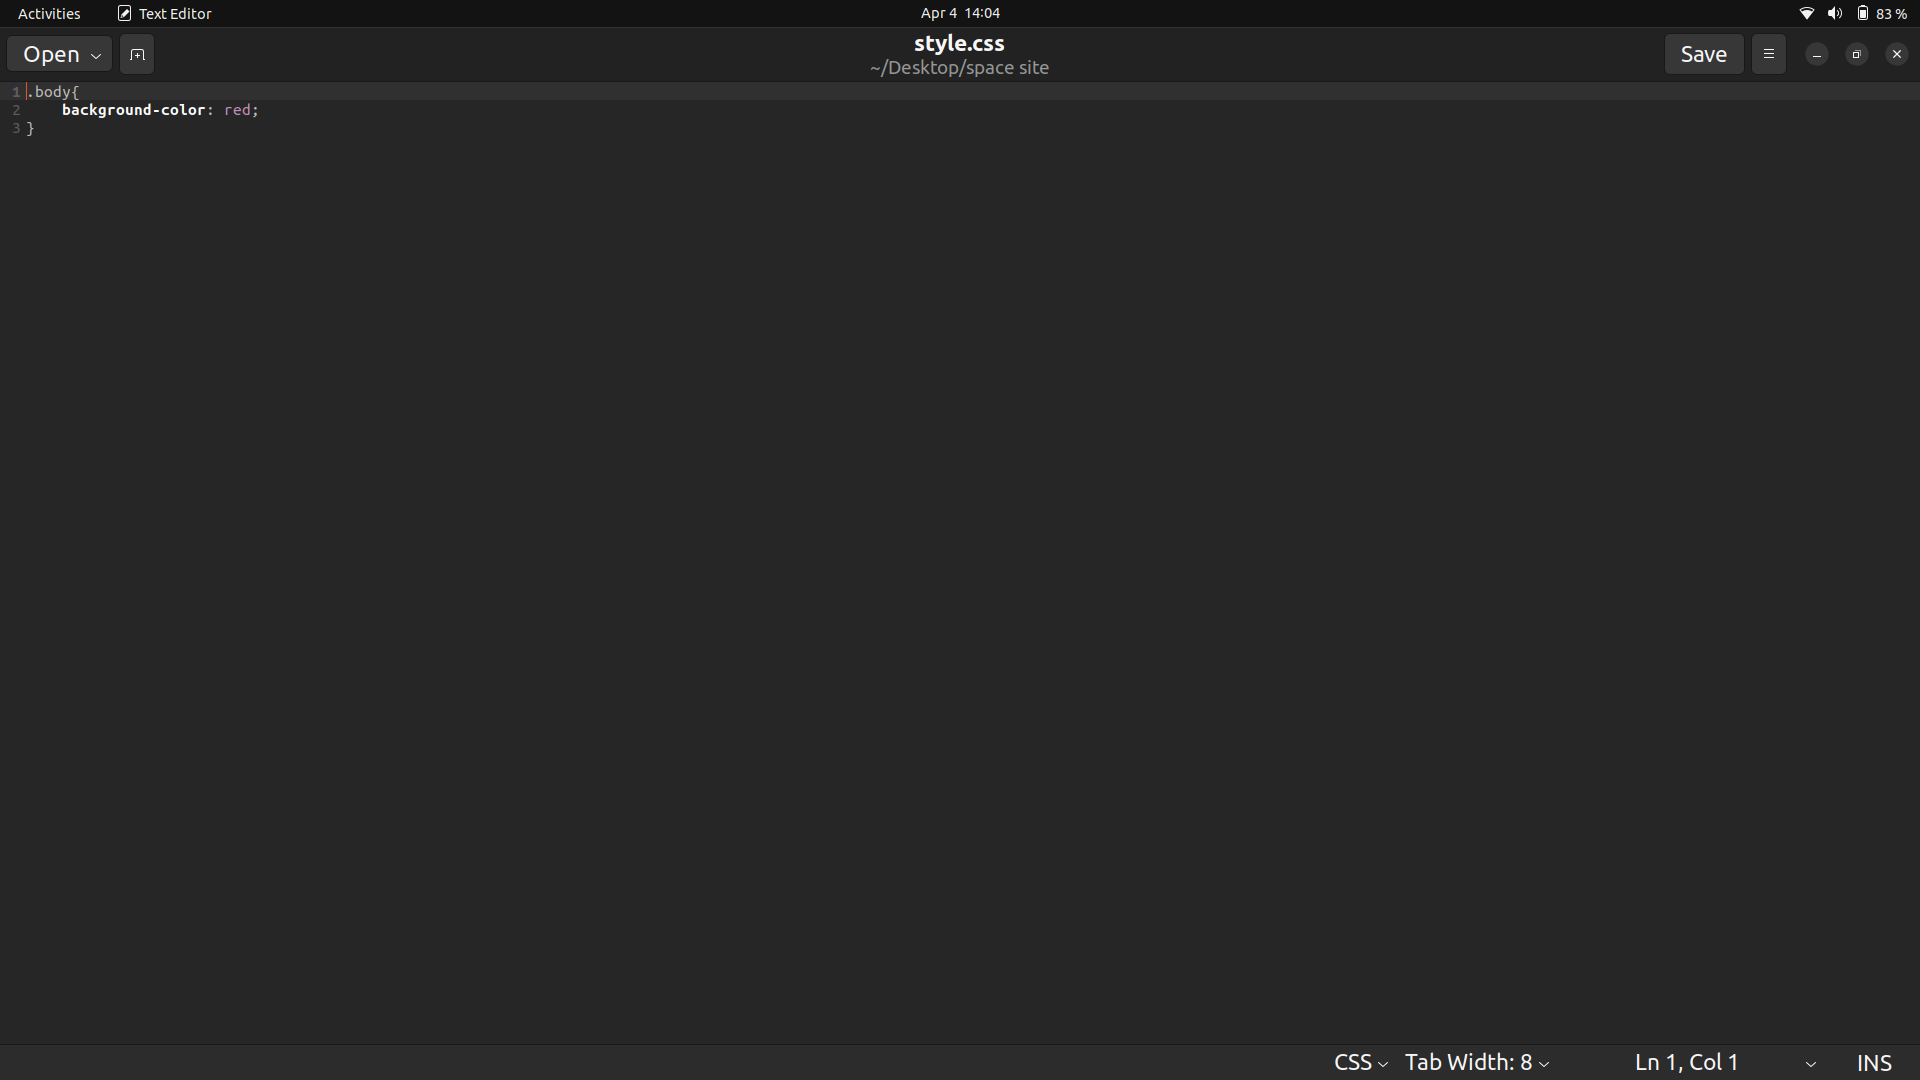 Activities Text Editor Apr 4 14:04 83 %
Open style.css Save
~/Desktop/space site
1 .body{
2 background-color: red;
3 }
CSS Tab Width: 8 Ln 1, Col 1 INS